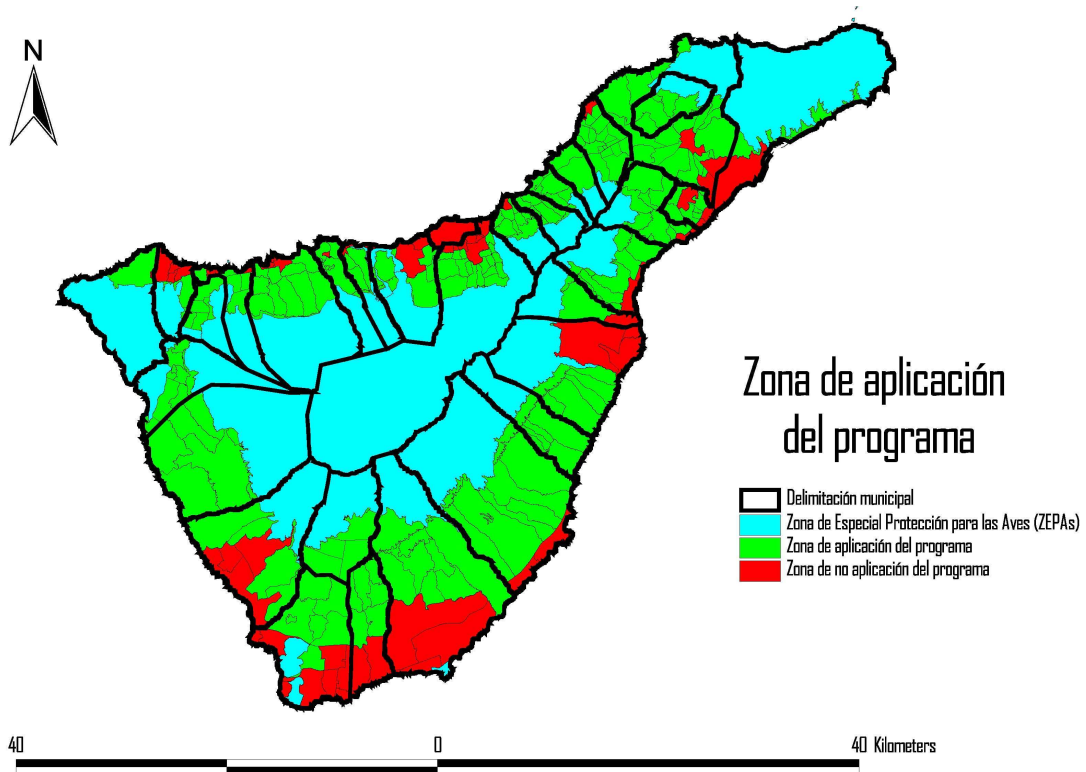 N
Zona de aplicación
del programa
Delimitación municipal
Zona de Especial Protección para las Aves (ZEPAs)
Zona de aplicación del programa
Zona de no aplicación del programa
40 0 40 Kilometers